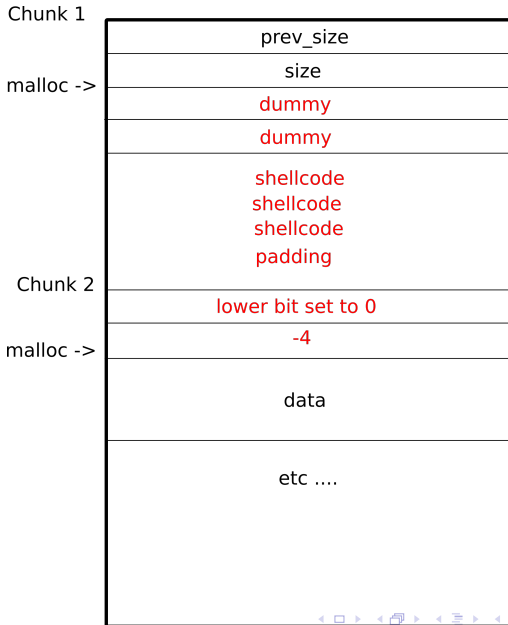 Chunk 1
prev_size
size
malloc ->
dummy
dummy
shellcode
shellcode
shellcode
padding
Chunk 2
lower bit set to 0
-4
malloc ->
data
etc ....